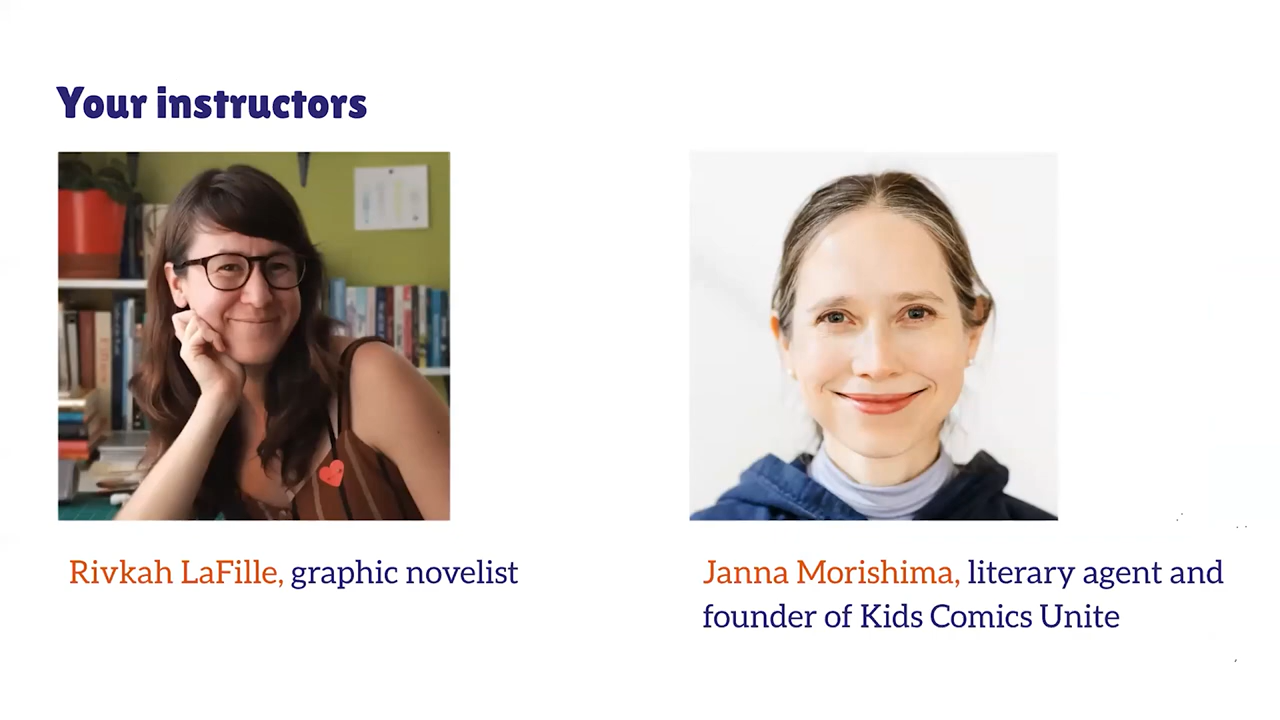 Your instructors
Rivkah LaFille, graphic novelist
Janna Morishima, literary agent and
founder of Kids Comics Unite